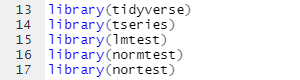 13 library(tidyverse)
14 library(tseries)
15 library(lmtest)
16 library(normtest)
17 library(nortest)